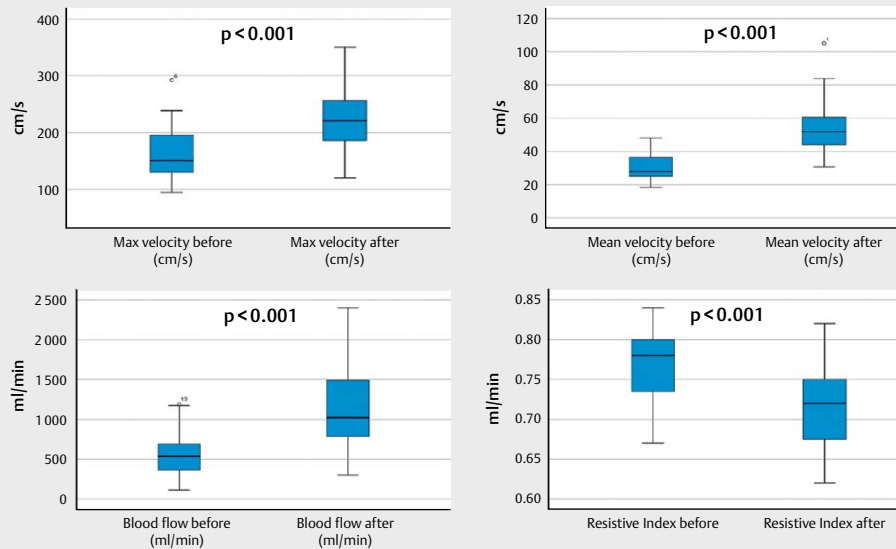 p < 0.001
cm/s
400
300
200
100
Max velocity before
(cm/s)
Max velocity after
(cm/s)
p < 0.001
cm/s
120
100
80
60
40
20
0
Mean velocity before
(cm/s)
Mean velocity after
(cm/s)
p < 0.001
ml/min
2 500
2 000
1 500
1 000
500
0
13
Blood flow before
(ml/min)
Blood flow after
(ml/min)
p < 0.001
ml/min
0.85
0.80
0.75
0.70
0.65
0.60
Resistive Index before
Resistive Index after